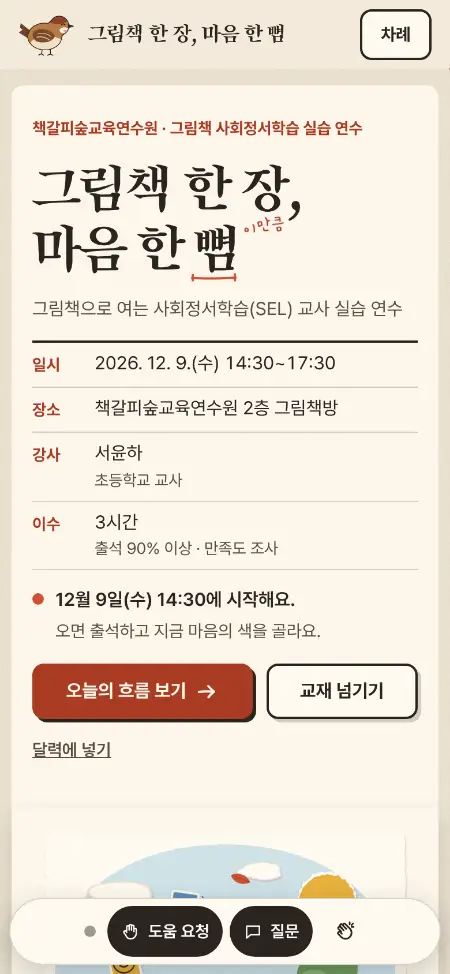 그림책 한 장, 마음 한 뼘
차례
책갈피숲교육연수원 · 그림책 사회정서학습 실습 연수
그림책 한 장,
마음 한 뼘
이만큼
그림책으로 여는 사회정서학습(SEL) 교사 실습 연수
일시 2026. 12. 9.(수) 14:30~17:30
장소 책갈피숲교육연수원 2층 그림책방
강사 서윤하
초등학교 교사
이수 3시간
출석 90% 이상 · 만족도 조사
12월 9일(수) 14:30에 시작해요.
오면 출석하고 지금 마음의 색을 골라요.
오늘의 흐름 보기 →
교재 넘기기
달력에 넣기
도움 요청
질문